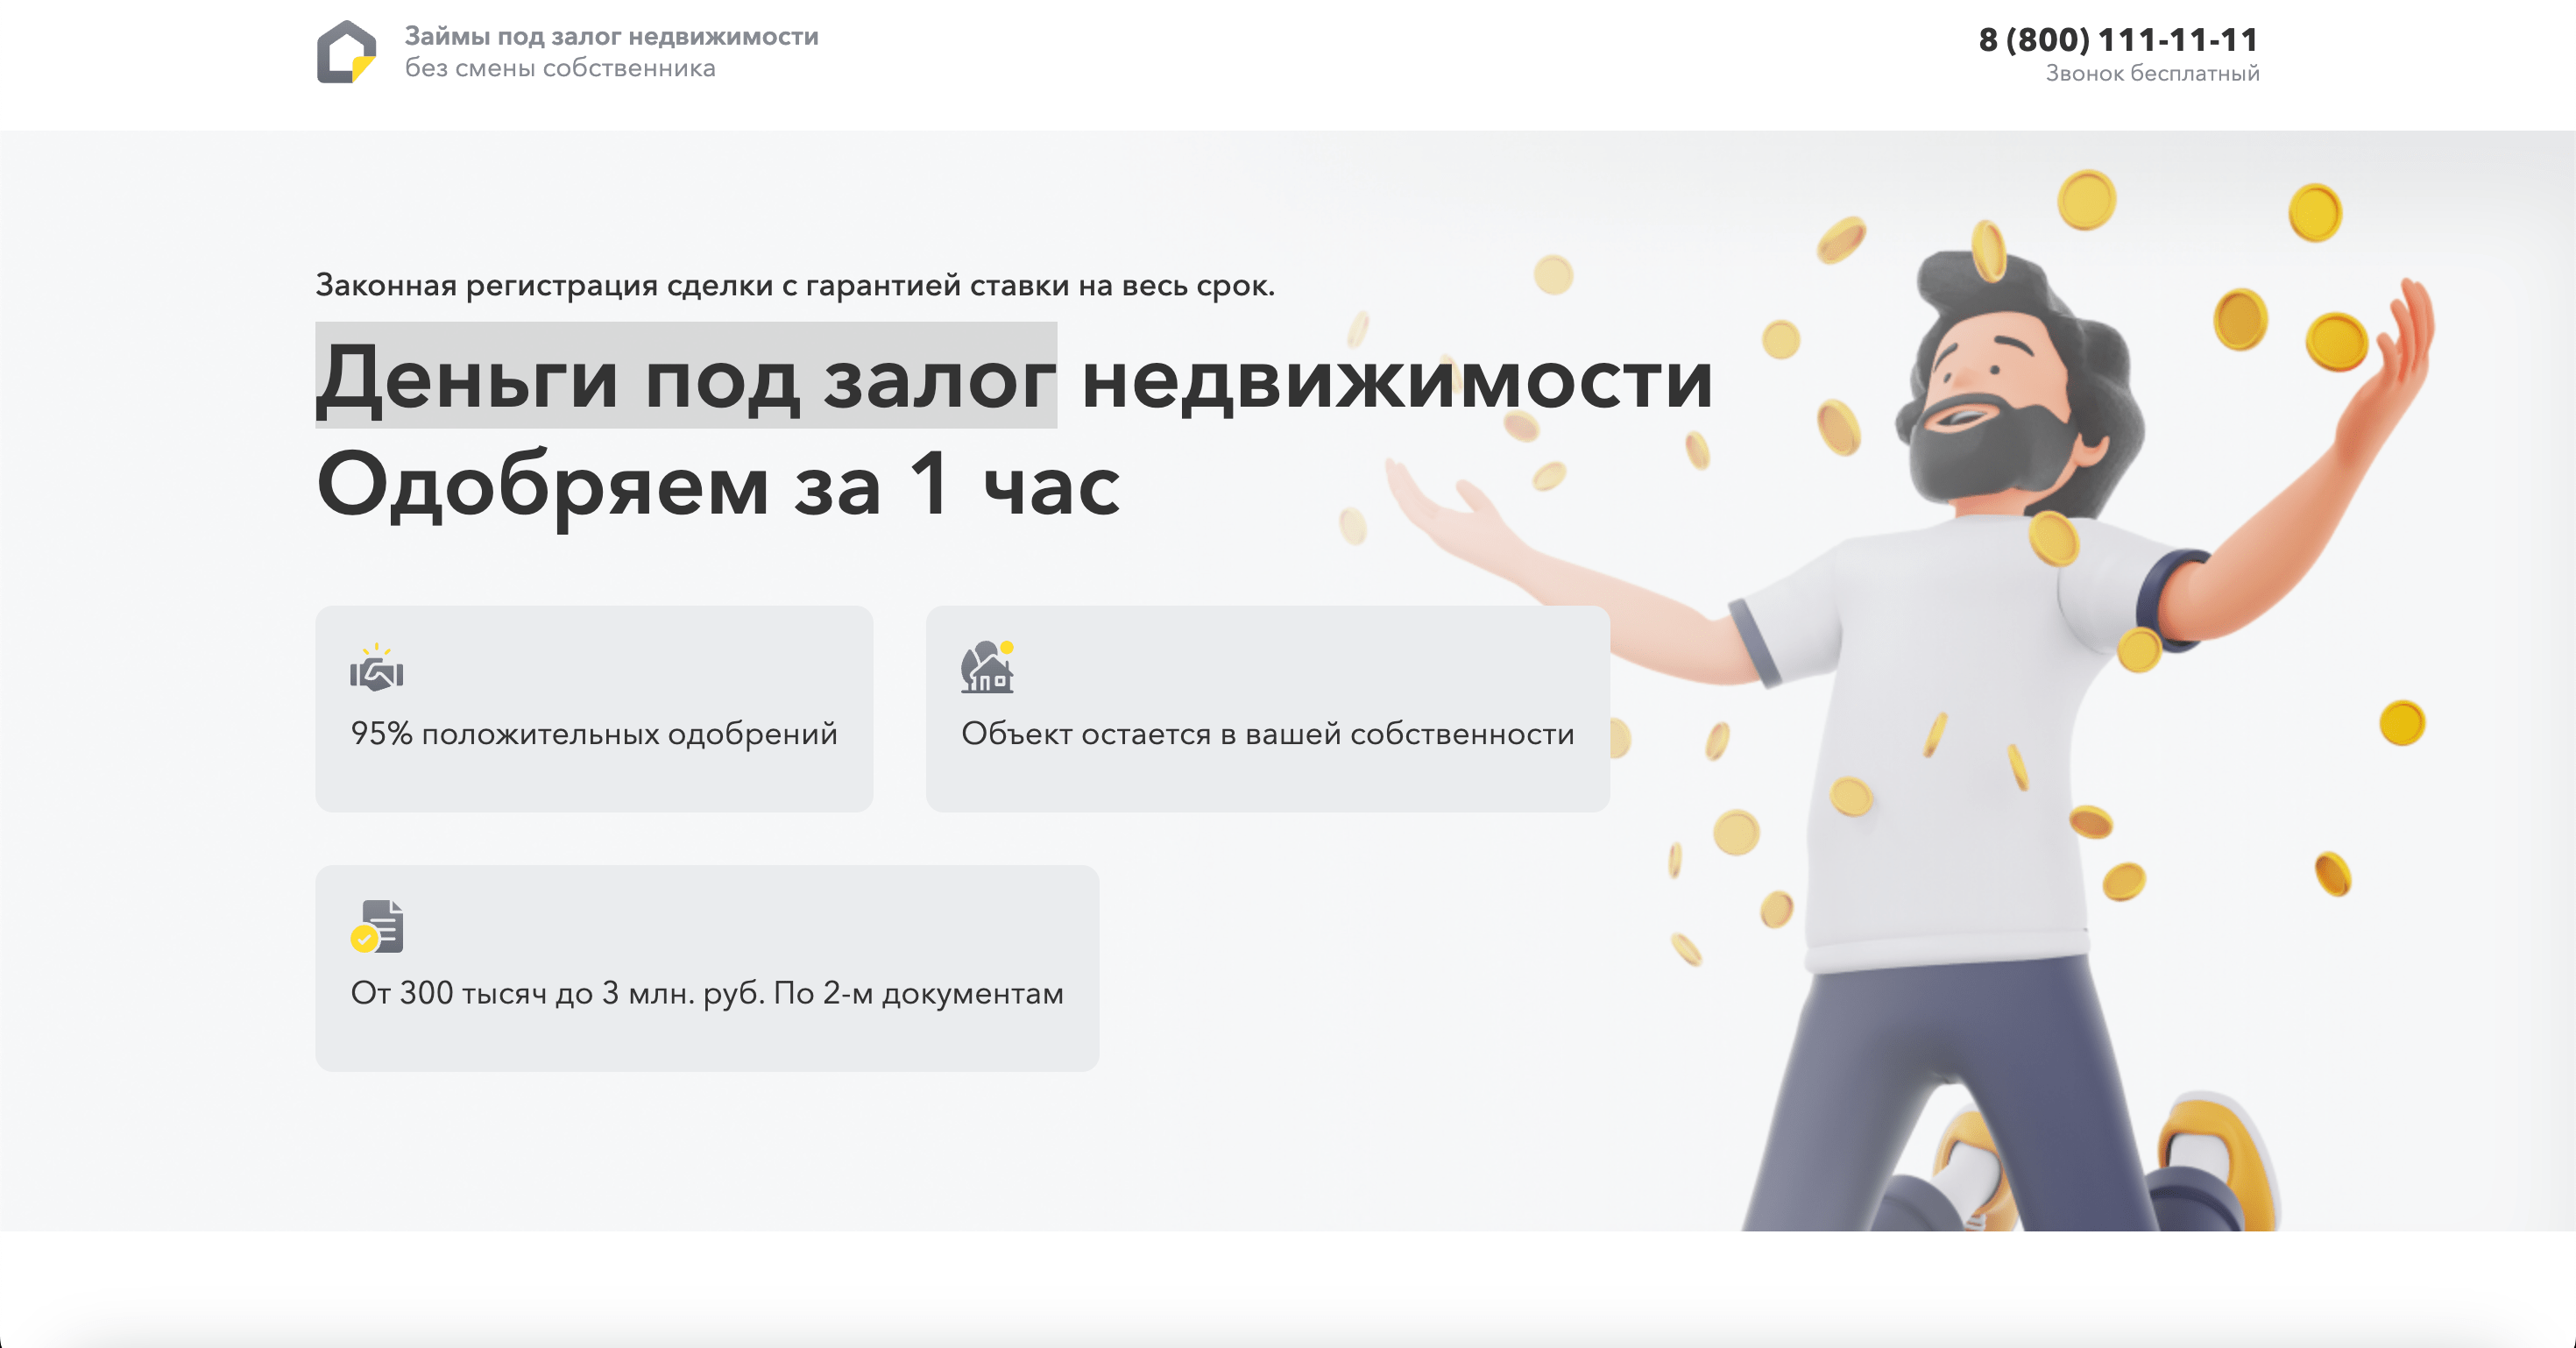 Займы под залог недвижимости
без смены собственника
8 (800) 111-11-11
Звонок бесплатный
Законная регистрация сделки с гарантией ставки на весь срок.
Деньги под залог недвижимости
Одобряем за 1 час
95% положительных одобрений
Объект остается в вашей собственности
От 300 тысяч до 3 млн. руб. По 2-м документам